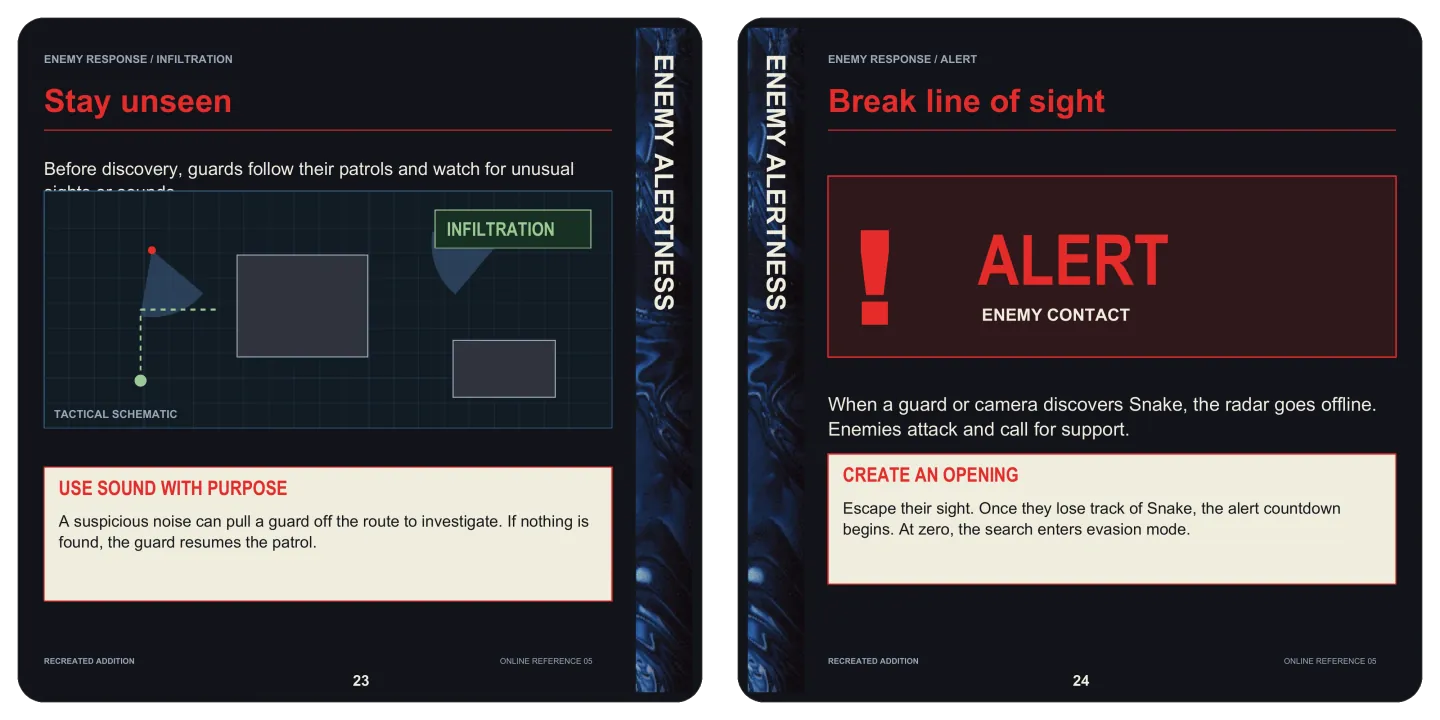 ENEMY RESPONSE / INFILTRATION
Stay unseen
Before discovery, guards follow their patrols and watch for unusual
sights or sounds
INFILTRATION
TACTICAL SCHEMATIC
USE SOUND WITH PURPOSE
A suspicious noise can pull a guard off the route to investigate. If nothing is
found, the guard resumes the patrol.
RECREATED ADDITION
ONLINE REFERENCE 05
23
ENEMY ALERTNESS
ENEMY ALERTNESS
ENEMY RESPONSE / ALERT
Break line of sight
!
ALERT
ENEMY CONTACT
When a guard or camera discovers Snake, the radar goes offline.
Enemies attack and call for support.
CREATE AN OPENING
Escape their sight. Once they lose track of Snake, the alert countdown
begins. At zero, the search enters evasion mode.
RECREATED ADDITION
ONLINE REFERENCE 05
24